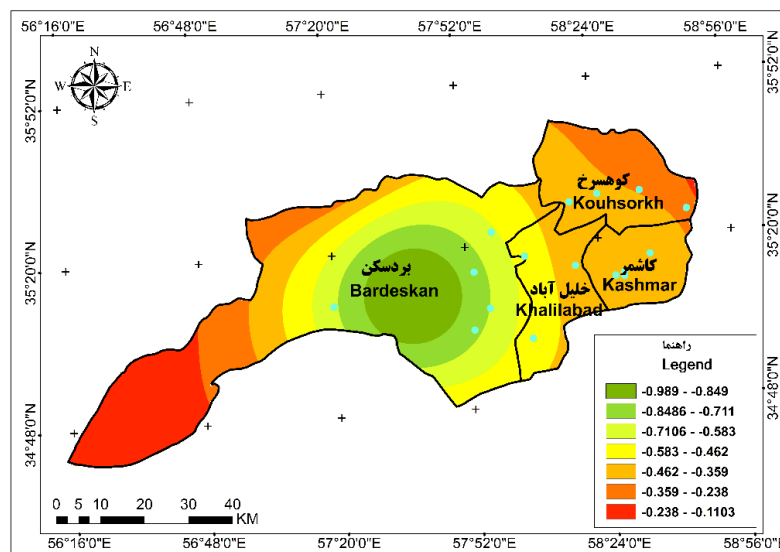 56°16'0"E 56°48'0"E 57°20'0"E 57°52'0"E 58°24'0"E 58°56'0"E
N
W E
S
35°52'0"N
35°52'0"N
کوهسرخ
Kouhsorkh
35°20'0"N
35°20'0"N
بردسکن
Bardeskan
خلیل آباد
Khalilabad
کاشمر
Kashmar
34°48'0"N
34°48'0"N
راهنما
Legend
-0.989 - -0.849
-0.8486 - -0.711
-0.7106 - -0.583
-0.583 - -0.462
-0.462 - -0.359
-0.359 - -0.238
-0.238 - -0.1103
0 5 10 20 30 40
KM
56°16'0"E 56°48'0"E 57°20'0"E 57°52'0"E 58°24'0"E 58°56'0"E